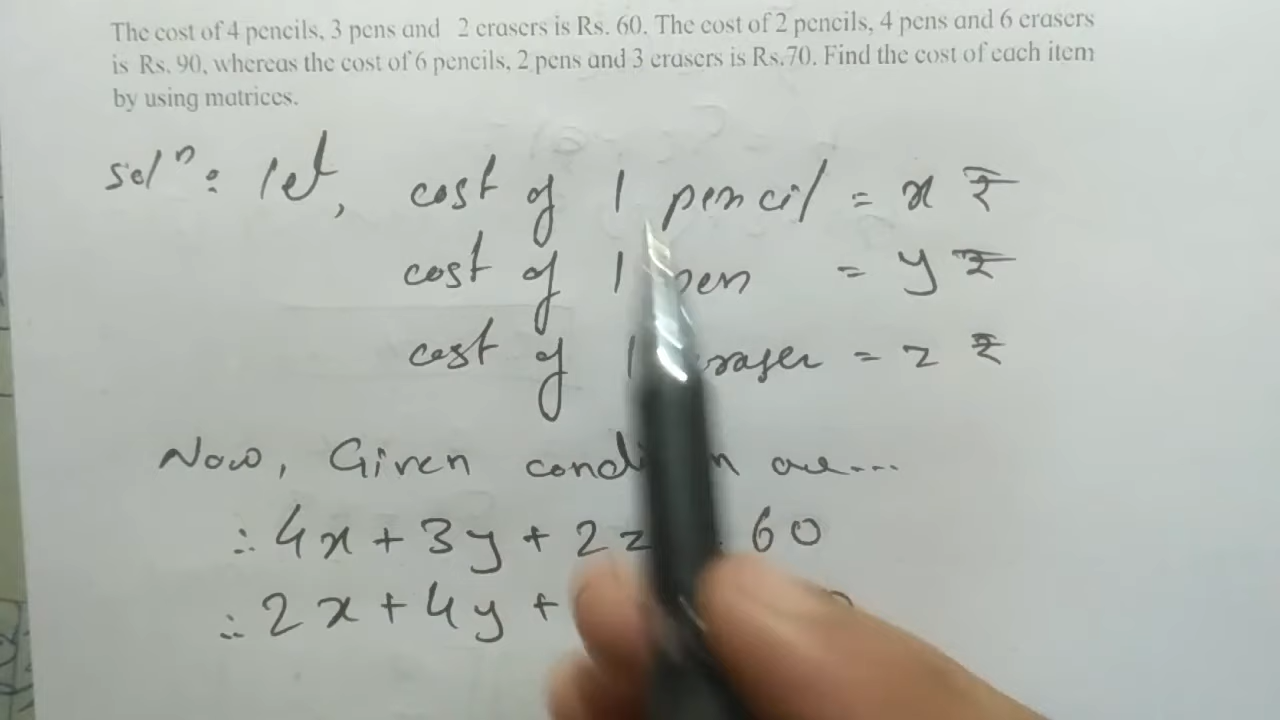 The cost of 4 pencils, 3 pens and 2 erasers is Rs. 60. The cost of 2 pencils, 4 pens and 6 erasers
is Rs. 90, whereas the cost of 6 pencils, 2 pens and 3 erasers is Rs.70. Find the cost of each item
by using matrices.
Solⁿ: let, cost of 1 pencil = x ₹
cost of 1 pen = y ₹
cost of 1 = z ₹
Now, Given are...
∴ 4x + 3y + 2z 60
∴ 2x + 4y +